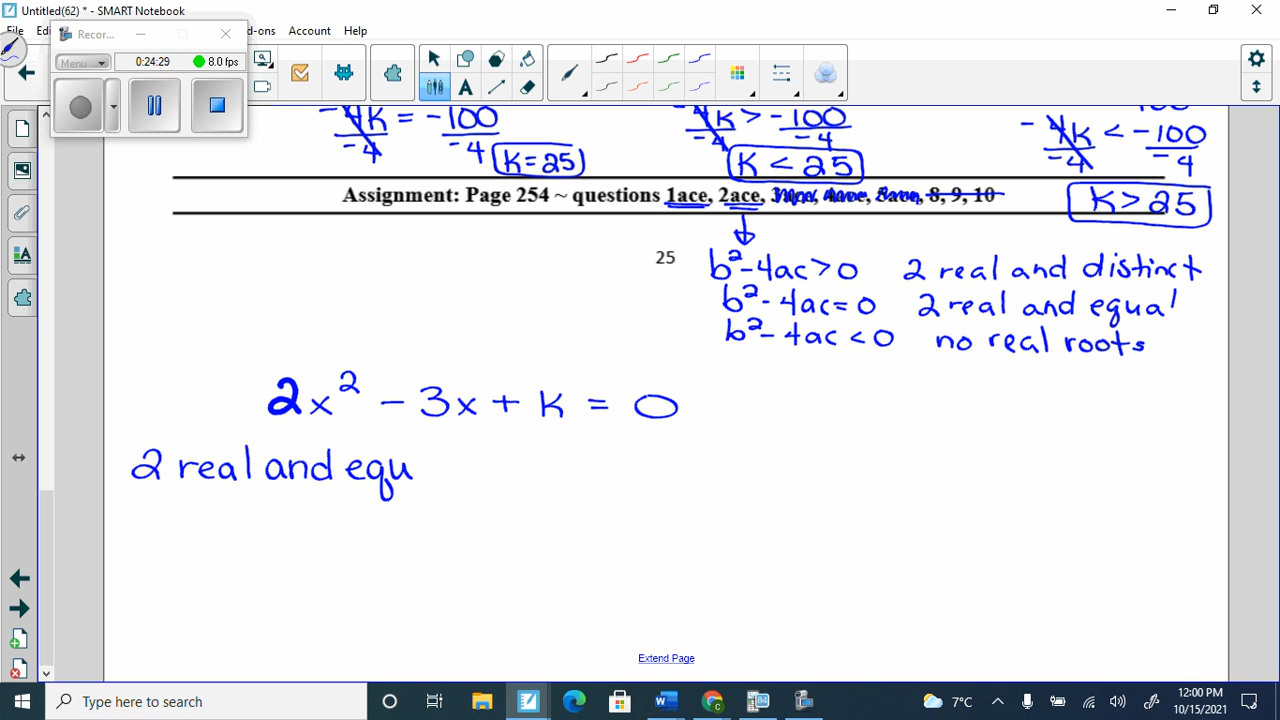 Untitled(62) * - SMART Notebook
File
Ed
d-ons
Account
Help
Recor...
Menu
0:24:29
8.0 fps
-4K = -100
-4 -4
K = 25
-4K > -100
-4 -4
K < 25
-4K < -100
-4 -4
K > 25
Assignment: Page 254 ~ questions 1ace, 2ace, 8, 9, 10
25
b²-4ac > 0 2 real and distinct
b²-4ac = 0 2 real and equal
b²-4ac < 0 no real roots
2x² - 3x + K = 0
2 real and equ
Extend Page
Type here to search
7°C
12:00 PM
10/15/2021